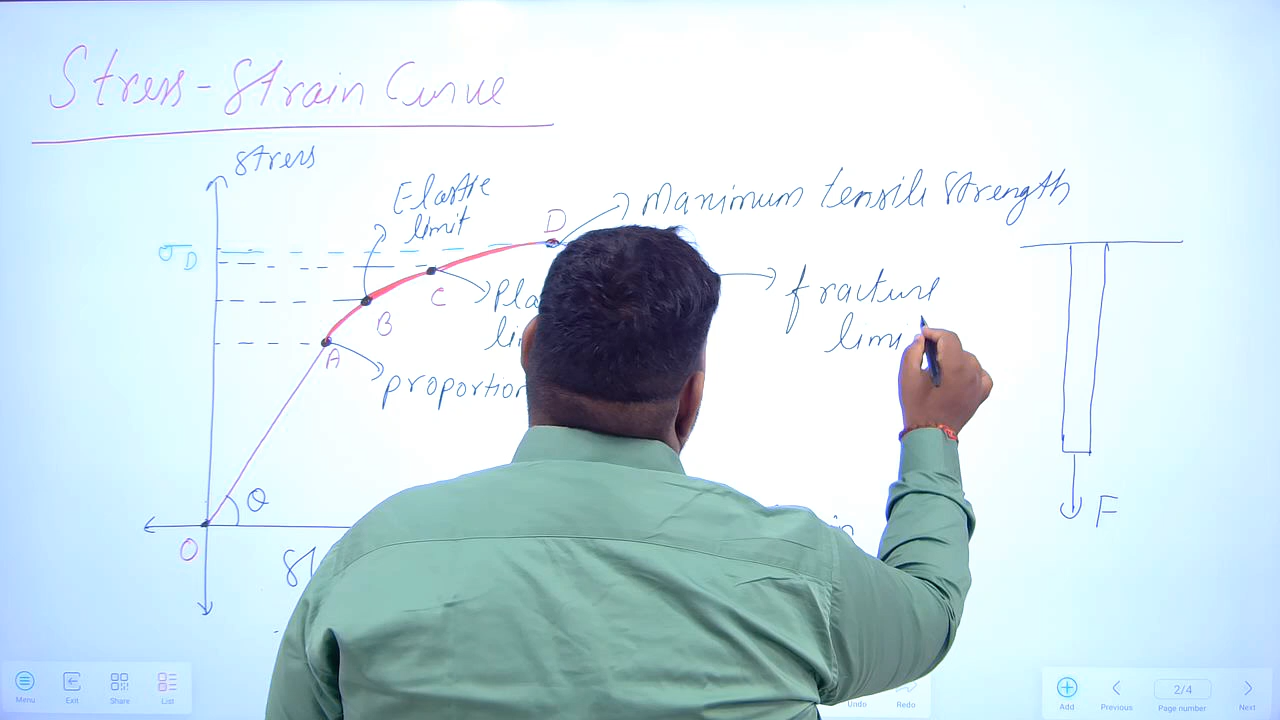 Stress-Strain Curve
stress
Elastic
limit
D
Maximum tensile strength
σD
C
B
A
fracture
limi
proportion
θ
O
F
Menu
Exit
Share
List
Undo
Redo
Add
Previous
2/4
Page number
Next